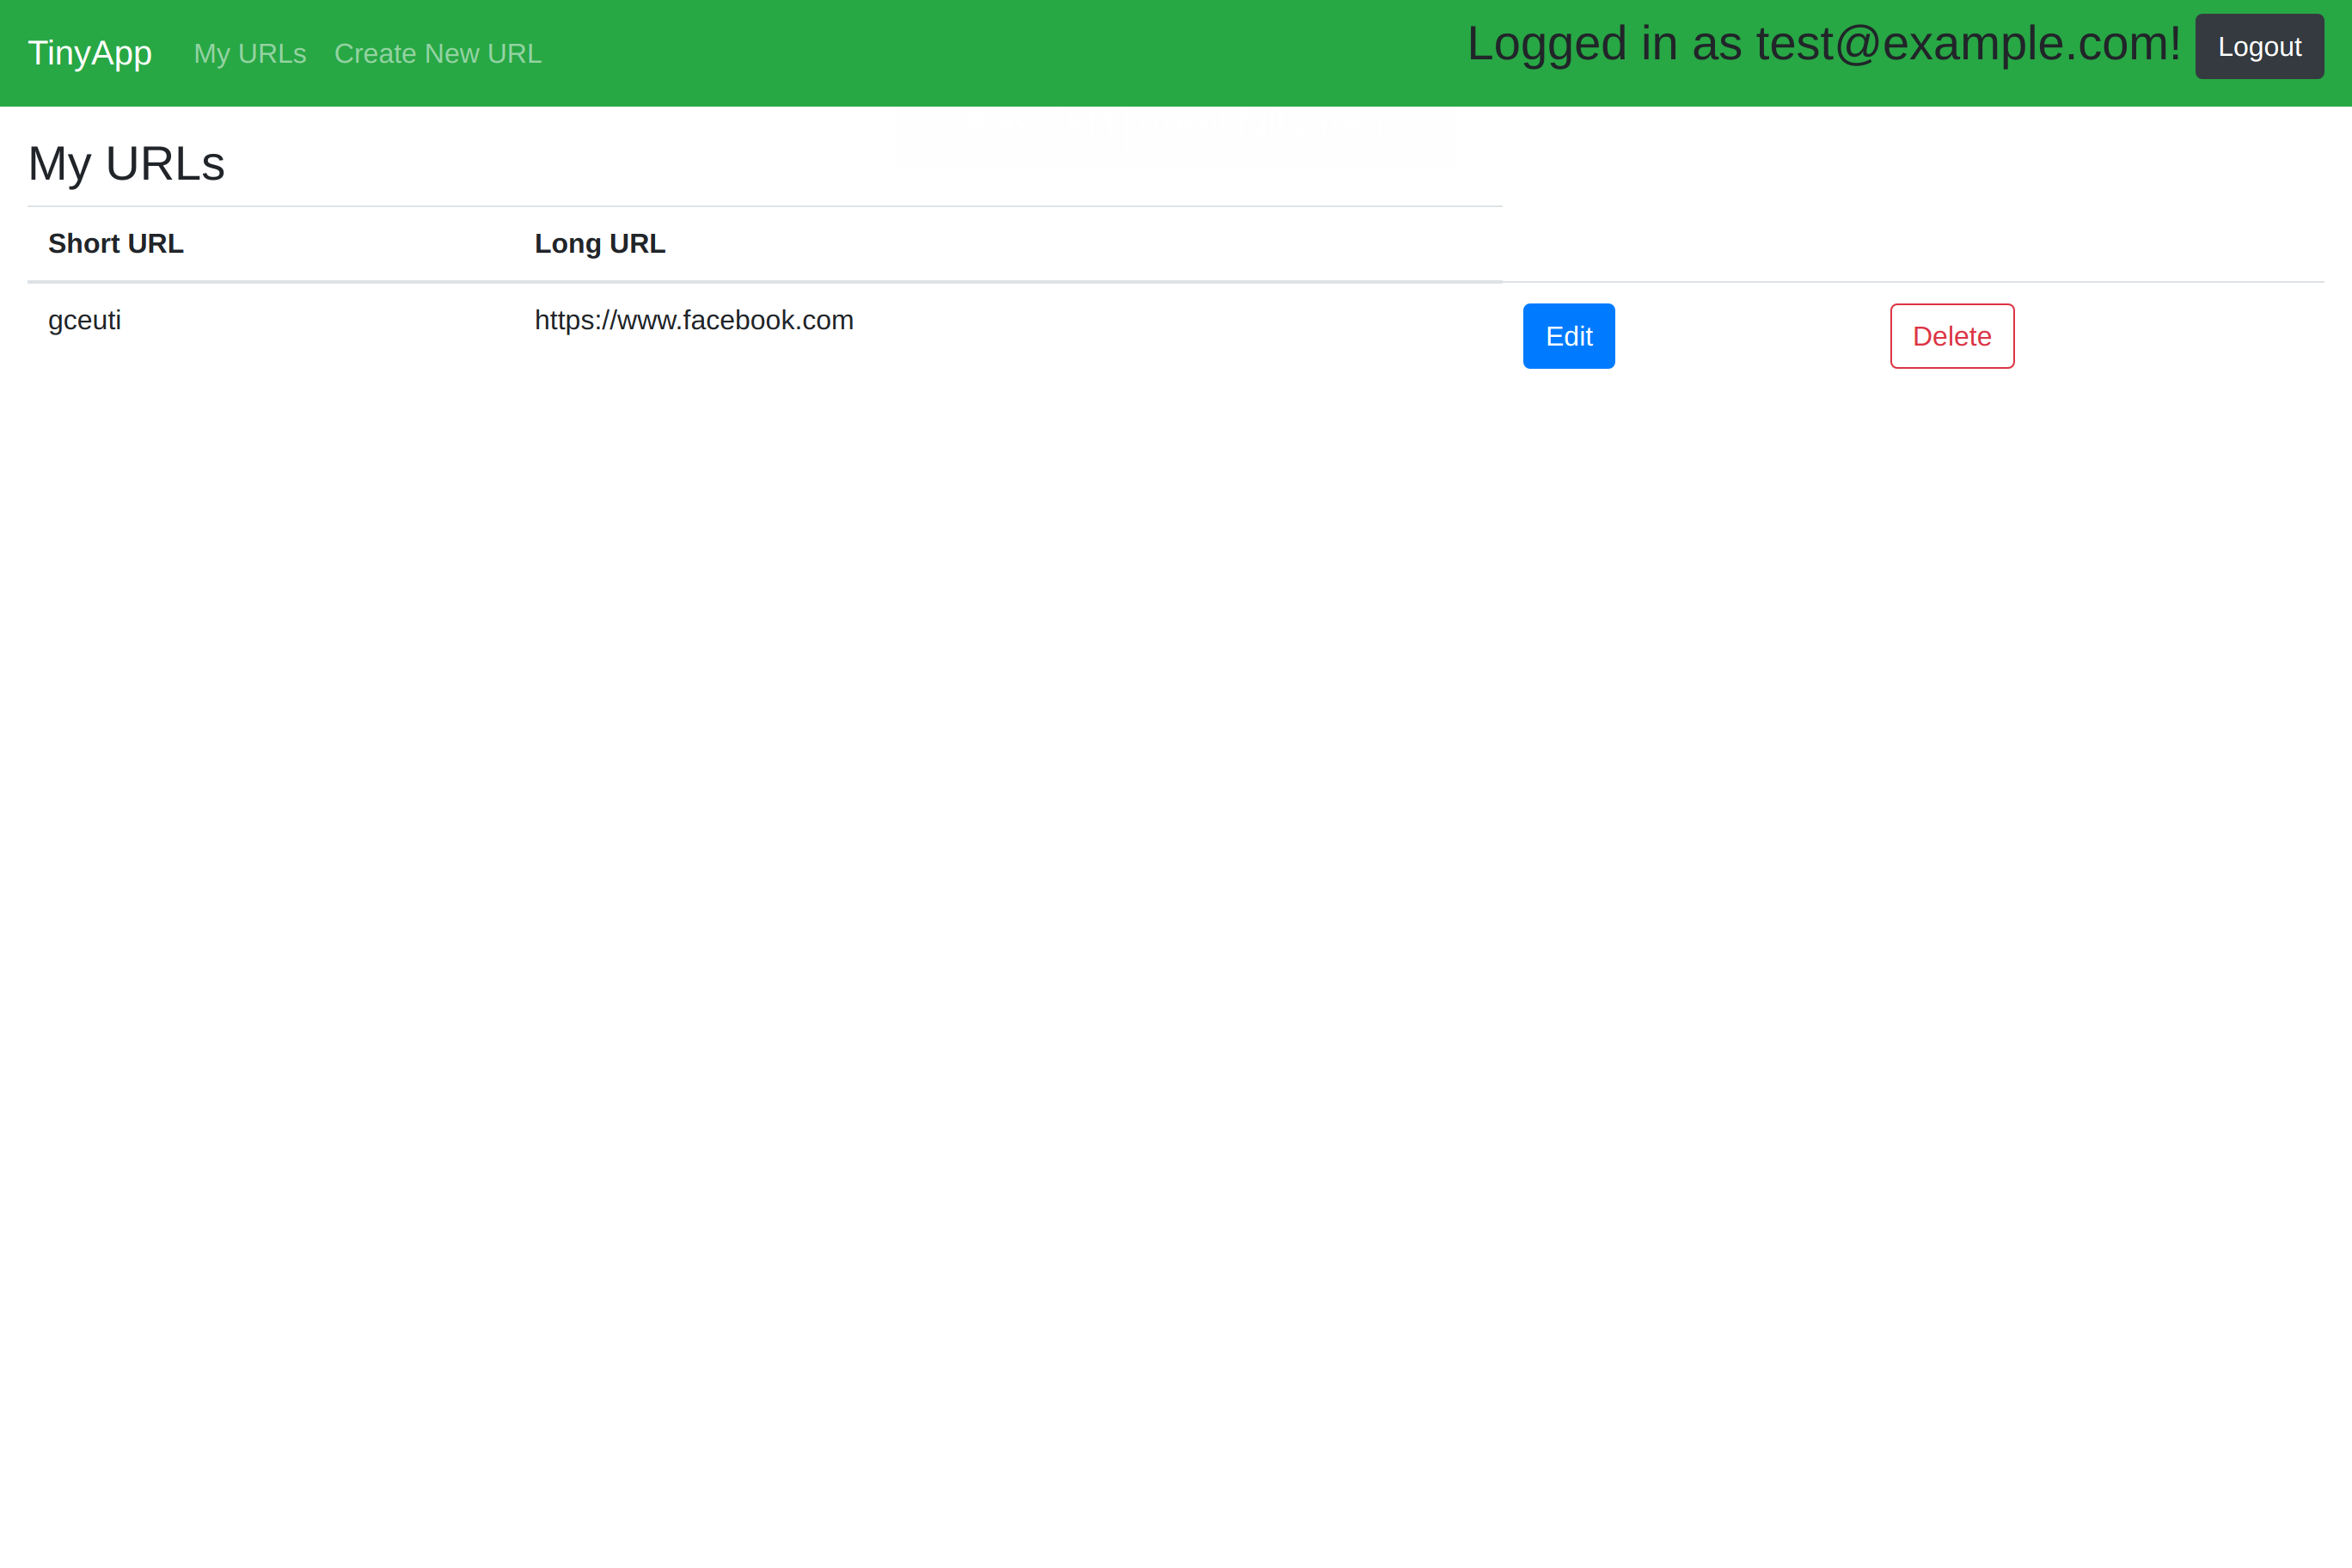 TinyApp My URLs Create New URL Logged in as test@example.com! Logout
My URLs
Short URL Long URL
gceuti https://www.facebook.com Edit Delete